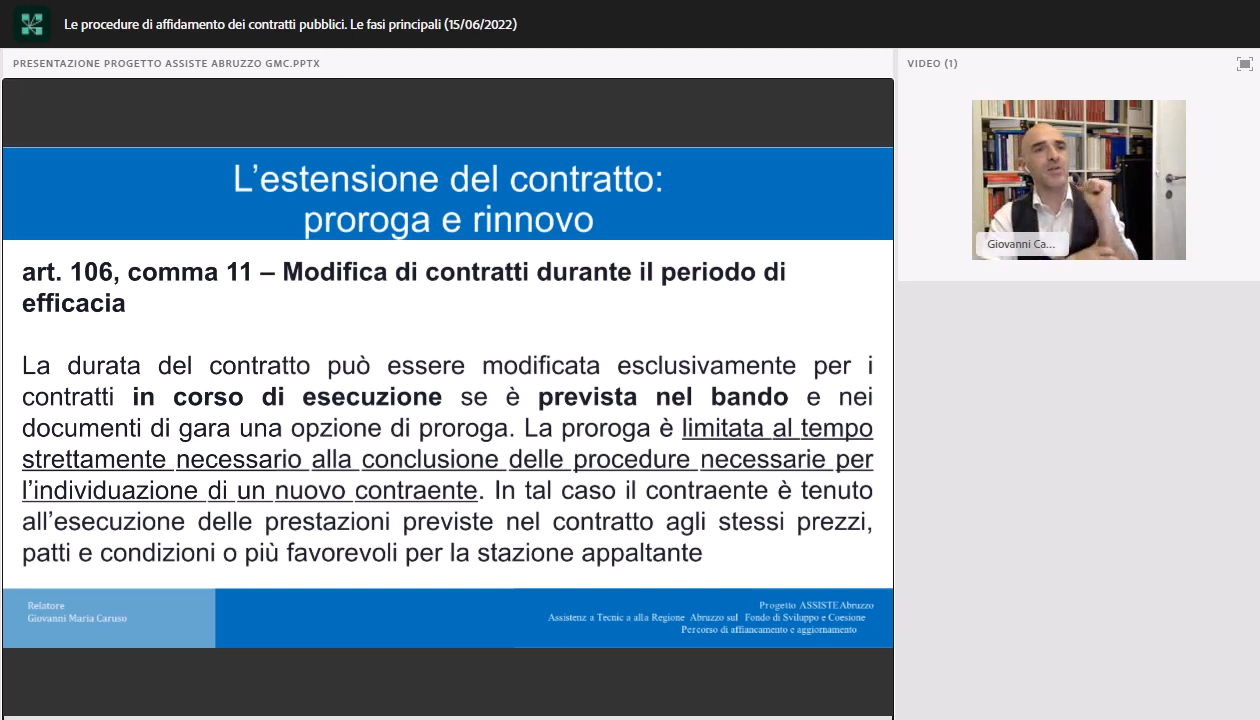 Le procedure di affidamento dei contratti pubblici. Le fasi principali (15/06/2022)
PRESENTAZIONE PROGETTO ASSISTE ABRUZZO GMC.PPTX
VIDEO (1)
L’estensione del contratto:
proroga e rinnovo
art. 106, comma 11 – Modifica di contratti durante il periodo di
efficacia
La durata del contratto può essere modificata esclusivamente per i
contratti in corso di esecuzione se è prevista nel bando e nei
documenti di gara una opzione di proroga. La proroga è limitata al tempo
strettamente necessario alla conclusione delle procedure necessarie per
l’individuazione di un nuovo contraente. In tal caso il contraente è tenuto
all’esecuzione delle prestazioni previste nel contratto agli stessi prezzi,
patti e condizioni o più favorevoli per la stazione appaltante
Giovanni Ca...
Relatore
Giovanni Maria Caruso
Progetto ASSISTE Abruzzo
Assistenz a Tecnic a alla Regione Abruzzo sul Fondo di Sviluppo e Coesione
Percorso di affiancamento e aggiornamento